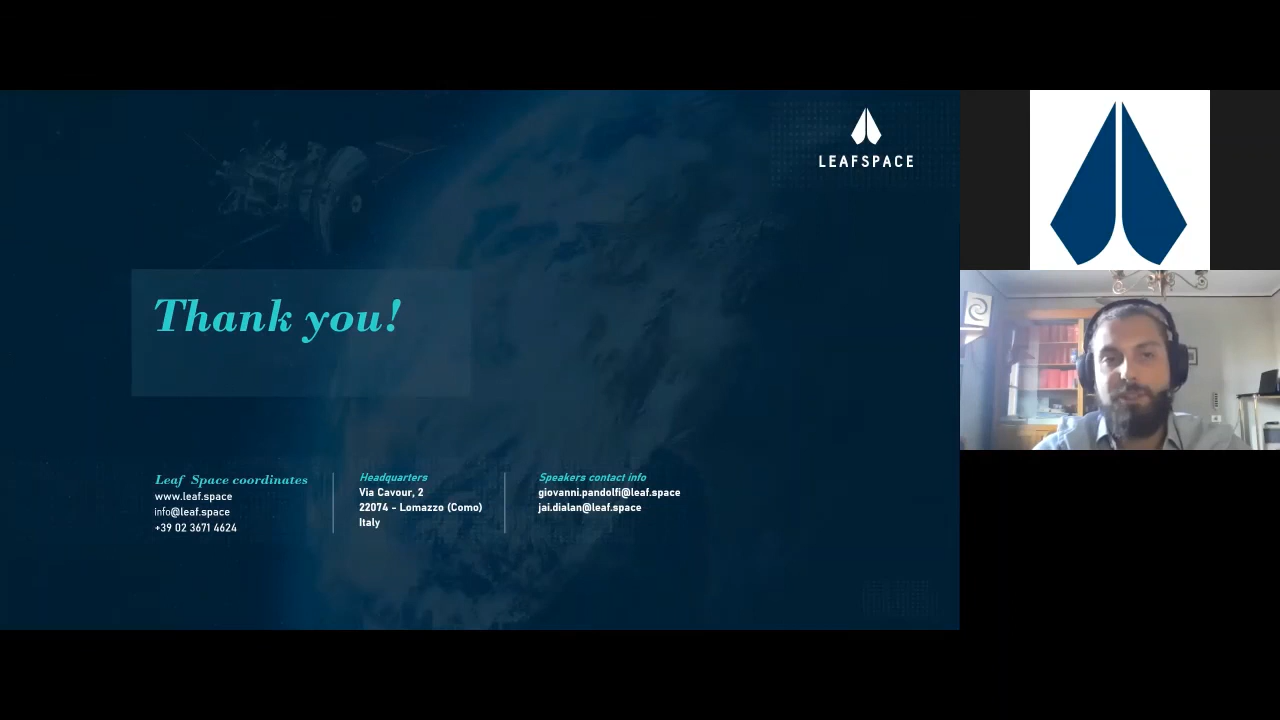 LEAFSPACE
Thank you!
Leaf Space coordinates
www.leaf.space
info@leaf.space
+39 02 3671 4624
Headquarters
Via Cavour, 2
22074 - Lomazzo (Como)
Italy
Speakers contact info
giovanni.pandolfi@leaf.space
jai.dialan@leaf.space